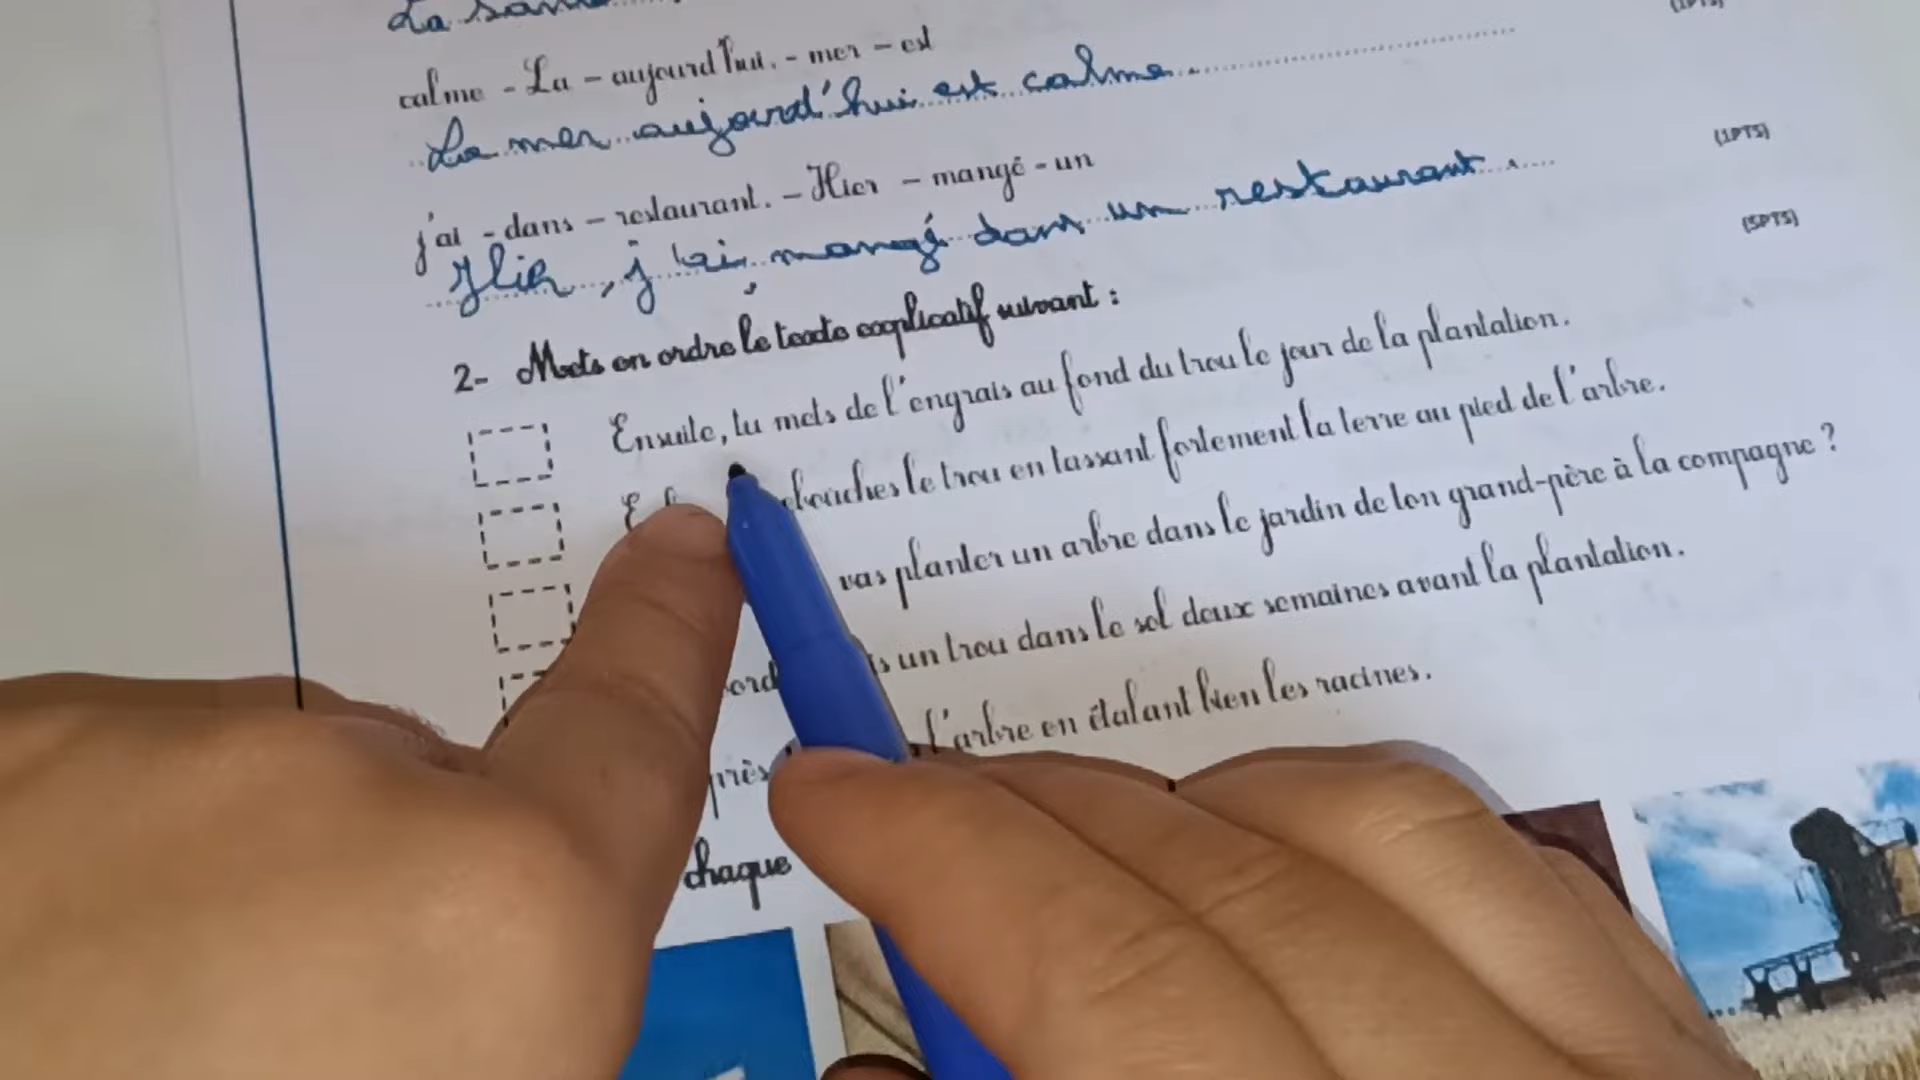 La
(1PTS)
calme - La - aujourd'hui. - mer - est
La mer aujourd'hui est calme.
(1PTS)
j'ai - dans - restaurant. - Hier - mangé - un
Hier, j'ai mangé dans un restaurant.
(5PTS)
2- Mets en ordre le texte explicatif suivant :
Ensuite, tu mets de l'engrais au fond du trou le jour de la plantation.
le trou en tassant fortement la terre au pied de l'arbre.
vas planter un arbre dans le jardin de ton grand-père à la compagne ?
un trou dans le sol deux semaines avant la plantation.
l'arbre en étalant bien les racines.
chaque